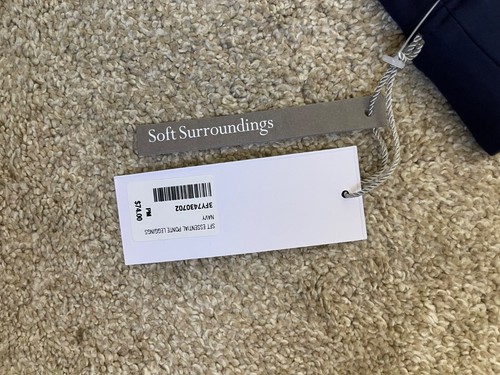 Soft Surroundings
SFT ESSENTIAL PONTE LEGGINGS
NAVY
3FY7430702
PM
$74.00